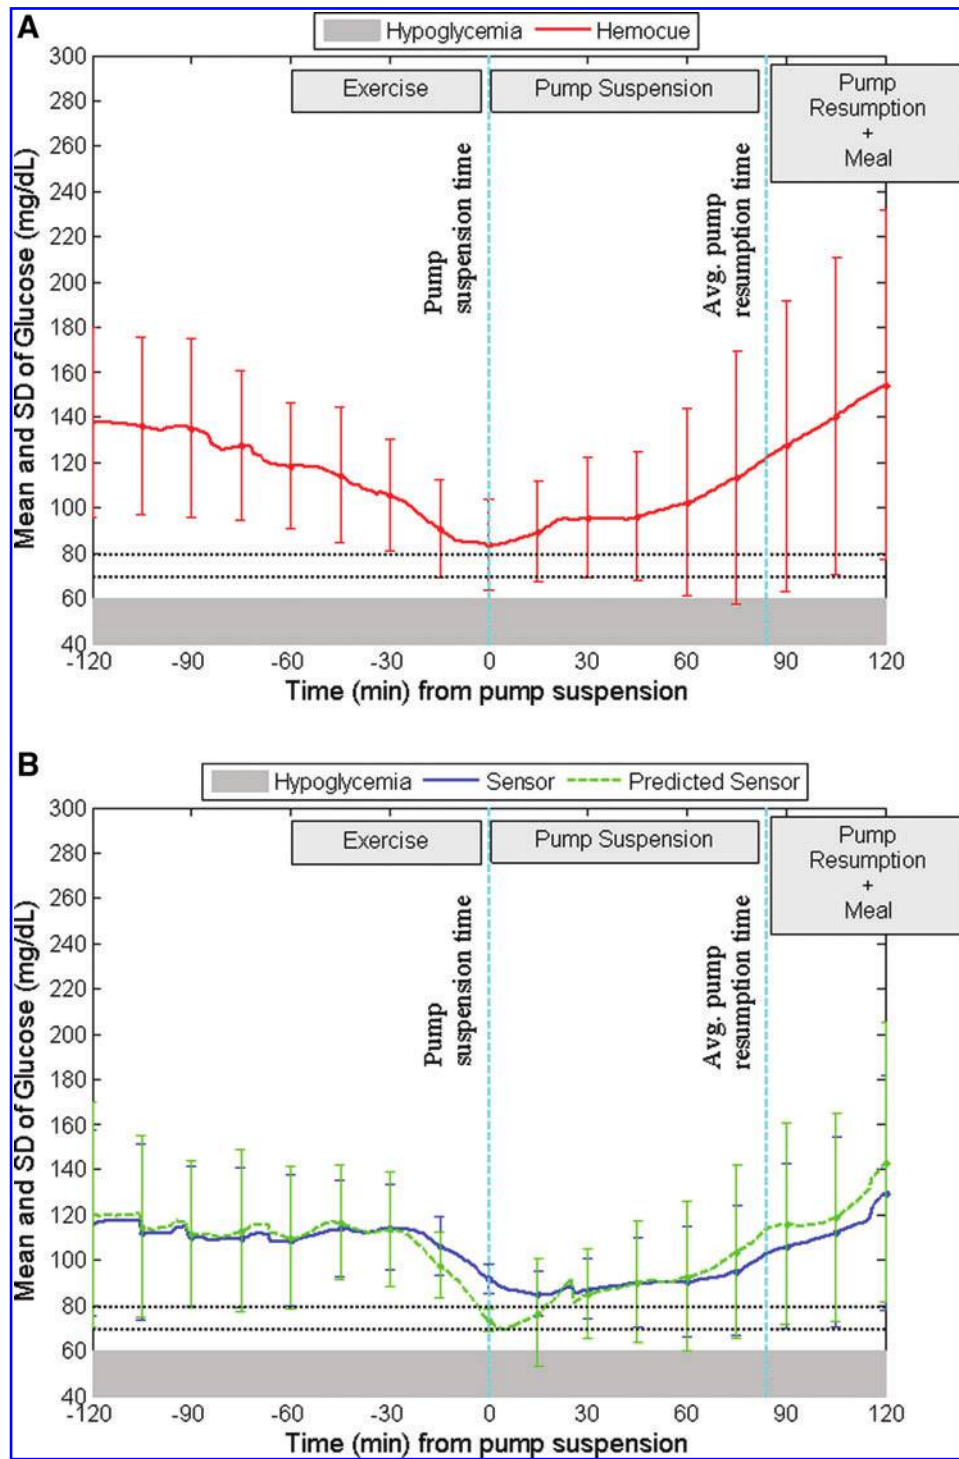 A
Hypoglycemia Hemocue
300
280
260
240
220
200
180
160
140
120
100
80
60
40
Mean and SD of Glucose (mg/dL)
Exercise
Pump Suspension
Pump
Resumption
+
Meal
Pump
suspension time
Avg. pump
resumption time
-120 -90 -60 -30 0 30 60 90 120
Time (min) from pump suspension
B
Hypoglycemia Sensor Predicted Sensor
300
280
260
240
220
200
180
160
140
120
100
80
60
40
Mean and SD of Glucose (mg/dL)
Exercise
Pump Suspension
Pump
Resumption
+
Meal
Pump
suspension time
Avg. pump
resumption time
-120 -90 -60 -30 0 30 60 90 120
Time (min) from pump suspension